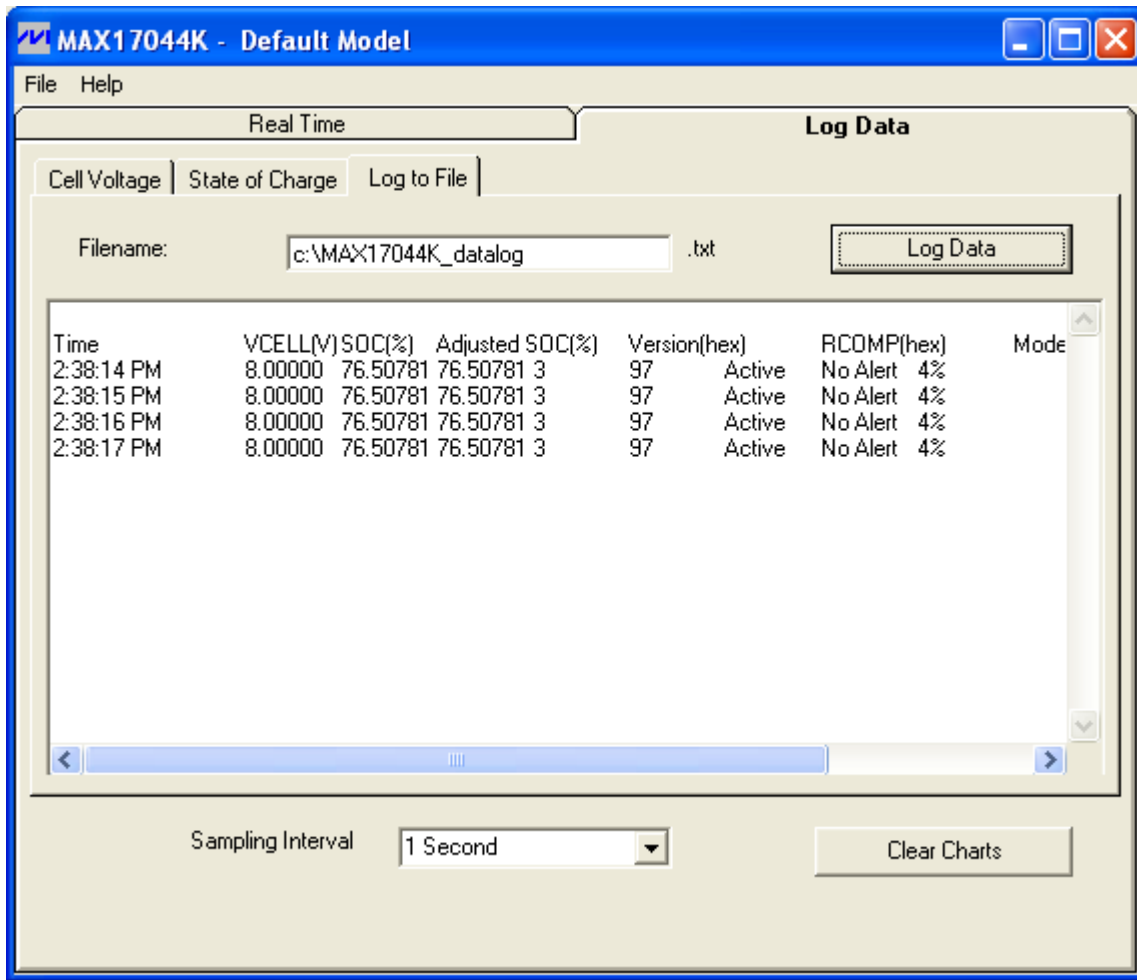 MAX17044K - Default Model
File Help
Real Time Log Data
Cell Voltage State of Charge Log to File
Filename: c:\MAX17044K_datalog .txt Log Data
Time VCELL(V) SOC(%) Adjusted SOC(%) Version(hex) RCOMP(hex) Mode
2:38:14 PM 8.00000 76.50781 76.50781 3 97 Active No Alert 4%
2:38:15 PM 8.00000 76.50781 76.50781 3 97 Active No Alert 4%
2:38:16 PM 8.00000 76.50781 76.50781 3 97 Active No Alert 4%
2:38:17 PM 8.00000 76.50781 76.50781 3 97 Active No Alert 4%
Sampling Interval 1 Second Clear Charts